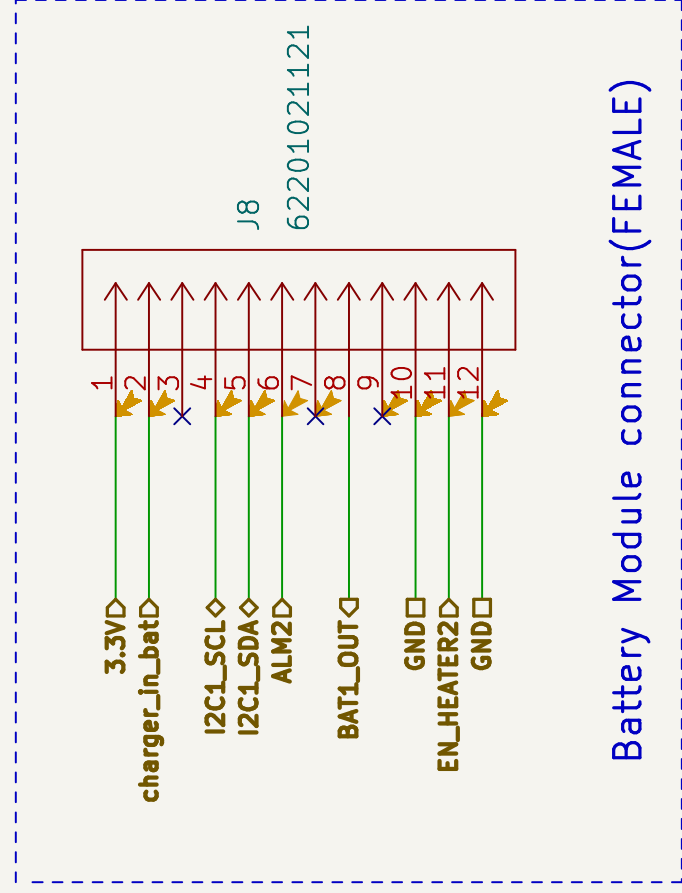 J8
62201021121
1
2
3
4
5
6
7
8
9
10
11
12
3.3V
charger_in_bat
I2C1_SCL
I2C1_SDA
ALM2
BAT1_OUT
GND
EN_HEATER2
GND
Battery Module connector(FEMALE)